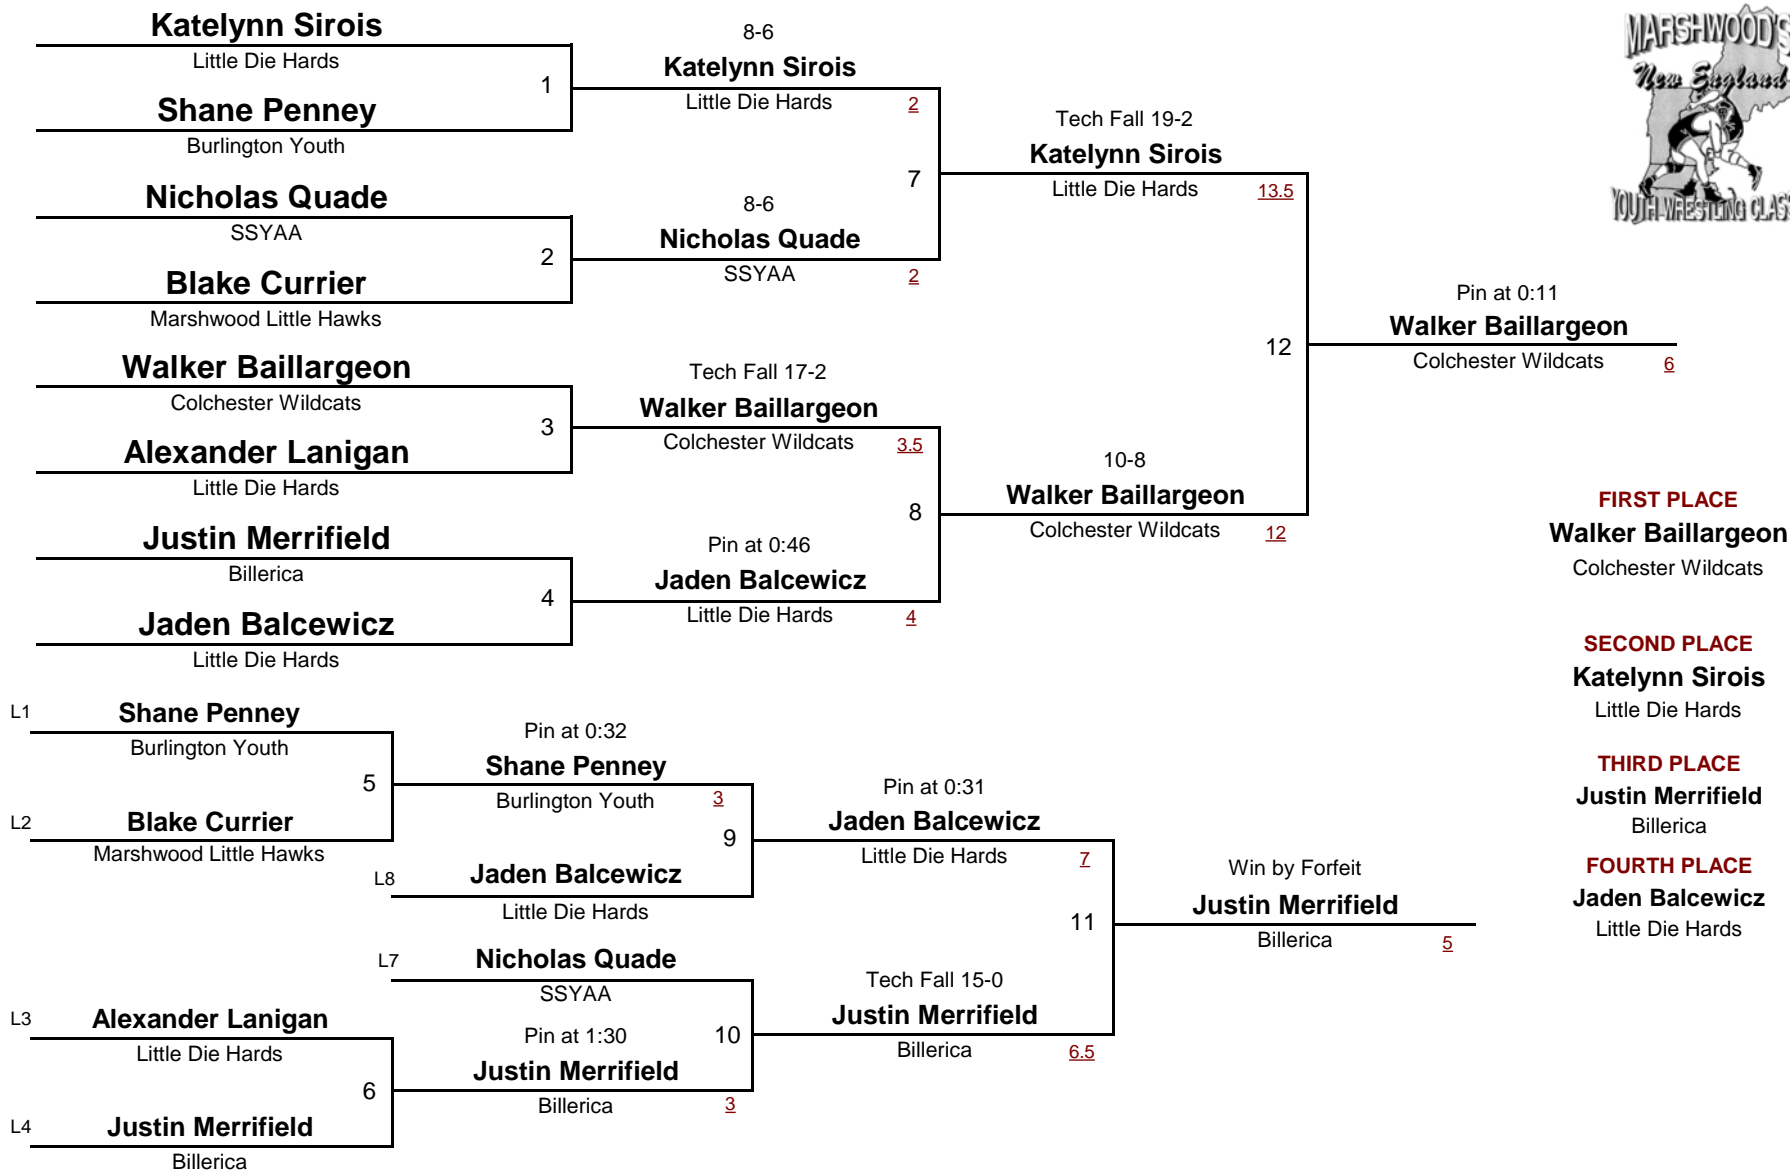 Katelynn Sirois
Little Die Hards
1
Shane Penney
Burlington Youth
8-6
Katelynn Sirois
Little Die Hards 2
Nicholas Quade
SSYAA
2
Blake Currier
Marshwood Little Hawks
8-6
Nicholas Quade
SSYAA 2
7
Tech Fall 19-2
Katelynn Sirois
Little Die Hards 13.5
Walker Baillargeon
Colchester Wildcats
3
Alexander Lanigan
Little Die Hards
Tech Fall 17-2
Walker Baillargeon
Colchester Wildcats 3.5
Justin Merrifield
Billerica
4
Jaden Balcewicz
Little Die Hards
Pin at 0:46
Jaden Balcewicz
Little Die Hards 4
8
10-8
Walker Baillargeon
Colchester Wildcats 12
12
Pin at 0:11
Walker Baillargeon
Colchester Wildcats 6
MARSHWOOD'S
New England
YOUTH WRESTLING
FIRST PLACE
Walker Baillargeon
Colchester Wildcats
SECOND PLACE
Katelynn Sirois
Little Die Hards
THIRD PLACE
Justin Merrifield
Billerica
FOURTH PLACE
Jaden Balcewicz
Little Die Hards
L1 Shane Penney
Burlington Youth
5
L2 Blake Currier
Marshwood Little Hawks
Pin at 0:32
Shane Penney
Burlington Youth 3
9
L8 Jaden Balcewicz
Little Die Hards
Pin at 0:31
Jaden Balcewicz
Little Die Hards 7
L7 Nicholas Quade
SSYAA
10
L3 Alexander Lanigan
Little Die Hards
6
L4 Justin Merrifield
Billerica
Pin at 1:30
Justin Merrifield
Billerica 3
Tech Fall 15-0
Justin Merrifield
Billerica 6.5
11
Win by Forfeit
Justin Merrifield
Billerica 5